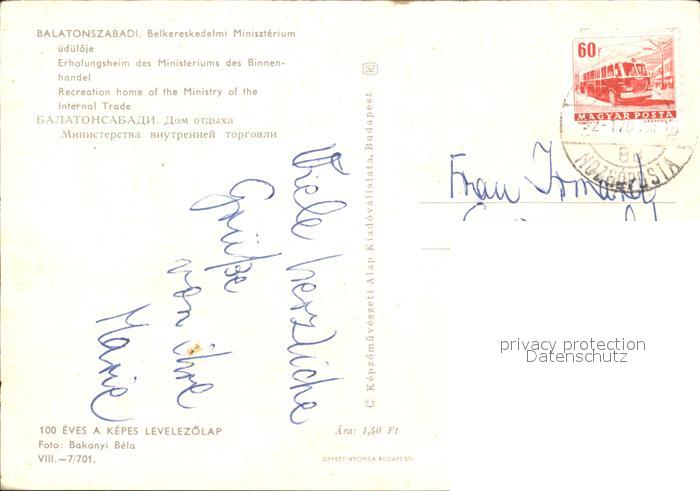 BALATONSZABADI. Belkereskedelmi Minisztérium
üdülője
Erholungsheim des Ministeriums des Binnen-
handel
Recreation home of the Ministry of the
Internal Trade
БАЛАТОНСАБАДИ. Дом отдыха
Министерства внутренней торговли
Viele herzliche
Grüße
von ihre
Marie
100 ÉVES A KÉPES LEVELEZŐLAP
Foto: Bakonyi Béla
VIII.—7/701.
Ára: 1,50 Ft
OFFSET-NYOMDA BUDAPEST
SZ
C Képzőművészeti Alap Kiadóvállalata, Budapest
60f
MAGYAR POSTA
MOZGÓPOSTA
Frau
privacy protection
Datenschutz